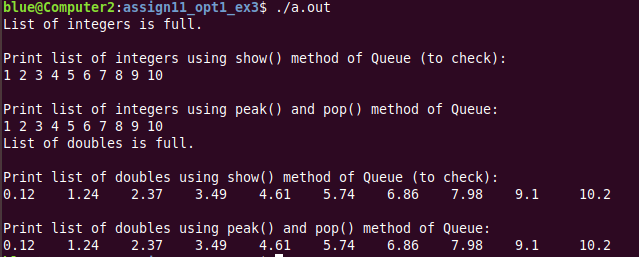 blue@Computer2:assign11_opt1_ex3$ ./a.out
List of integers is full.
Print list of integers using show() method of Queue (to check):
1 2 3 4 5 6 7 8 9 10
Print list of integers using peak() and pop() method of Queue:
1 2 3 4 5 6 7 8 9 10
List of doubles is full.
Print list of doubles using show() method of Queue (to check):
0.12 1.24 2.37 3.49 4.61 5.74 6.86 7.98 9.1 10.2
Print list of doubles using peak() and pop() method of Queue:
0.12 1.24 2.37 3.49 4.61 5.74 6.86 7.98 9.1 10.2